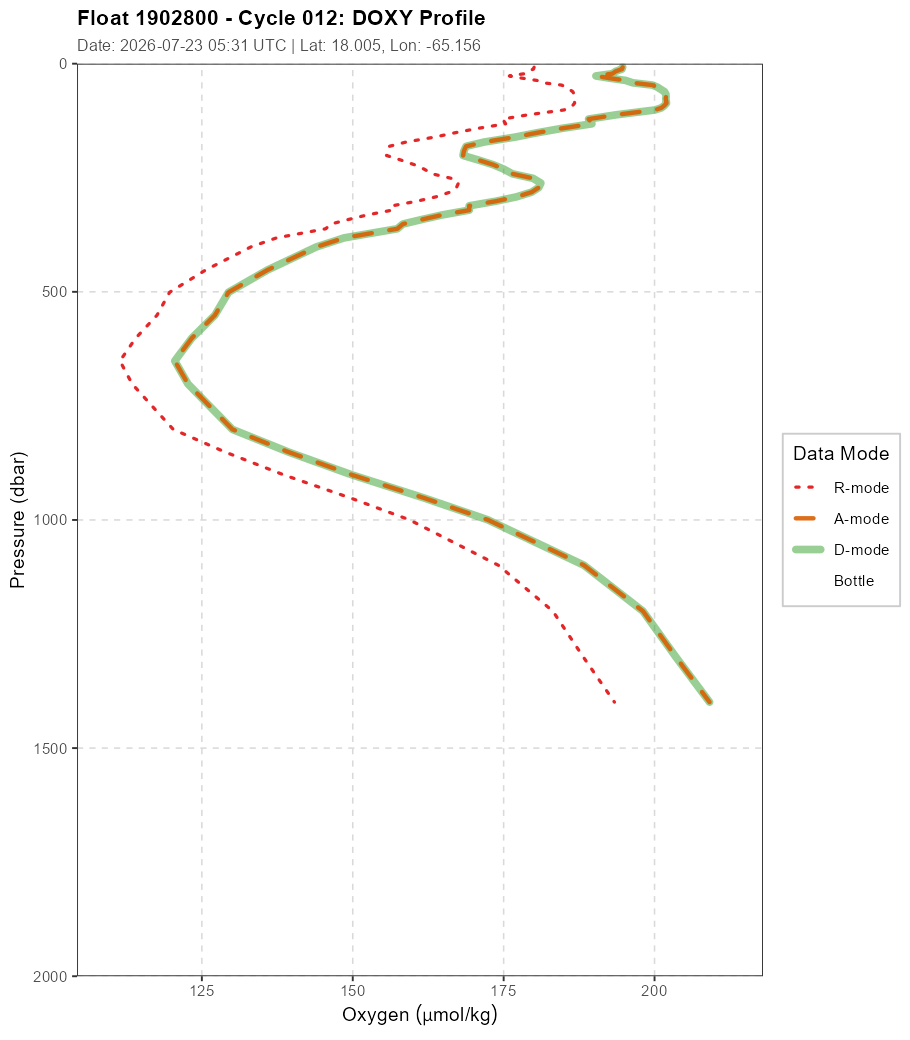 Float 1902800 - Cycle 012: DOXY Profile
Date: 2026-07-23 05:31 UTC | Lat: 18.005, Lon: -65.156
0
500
1000
1500
2000
Pressure (dbar)
125 150 175 200
Oxygen (µmol/kg)
Data Mode
R-mode
A-mode
D-mode
Bottle